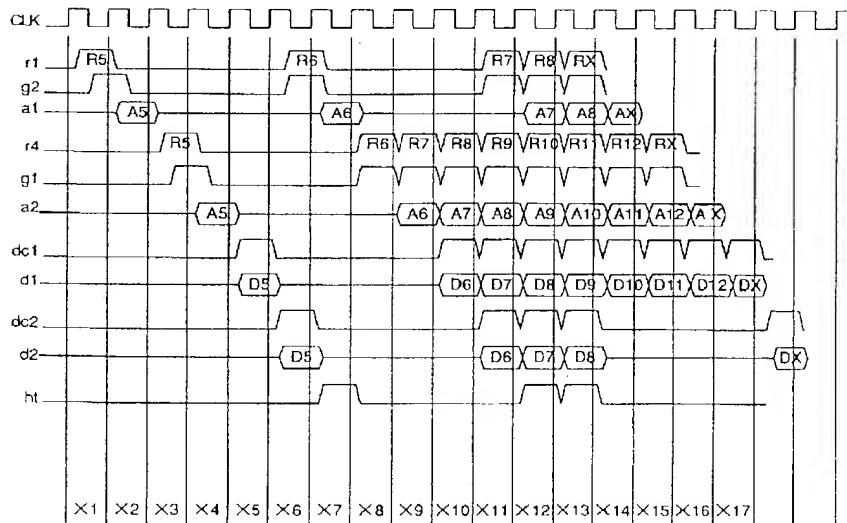 CLK
r1 R5 R6 R7 R8 RX
g2
a1 A5 A6 A7 A8 AX
r4 R5 R6 R7 R8 R9 R10 R11 R12 RX
g1
a2 A5 A6 A7 A8 A9 A10 A11 A12 AX
dc1
d1 D5 D6 D7 D8 D9 D10 D11 D12 DX
dc2
d2 D5 D6 D7 D8 DX
ht
X1 X2 X3 X4 X5 X6 X7 X8 X9 X10 X11 X12 X13 X14 X15 X16 X17